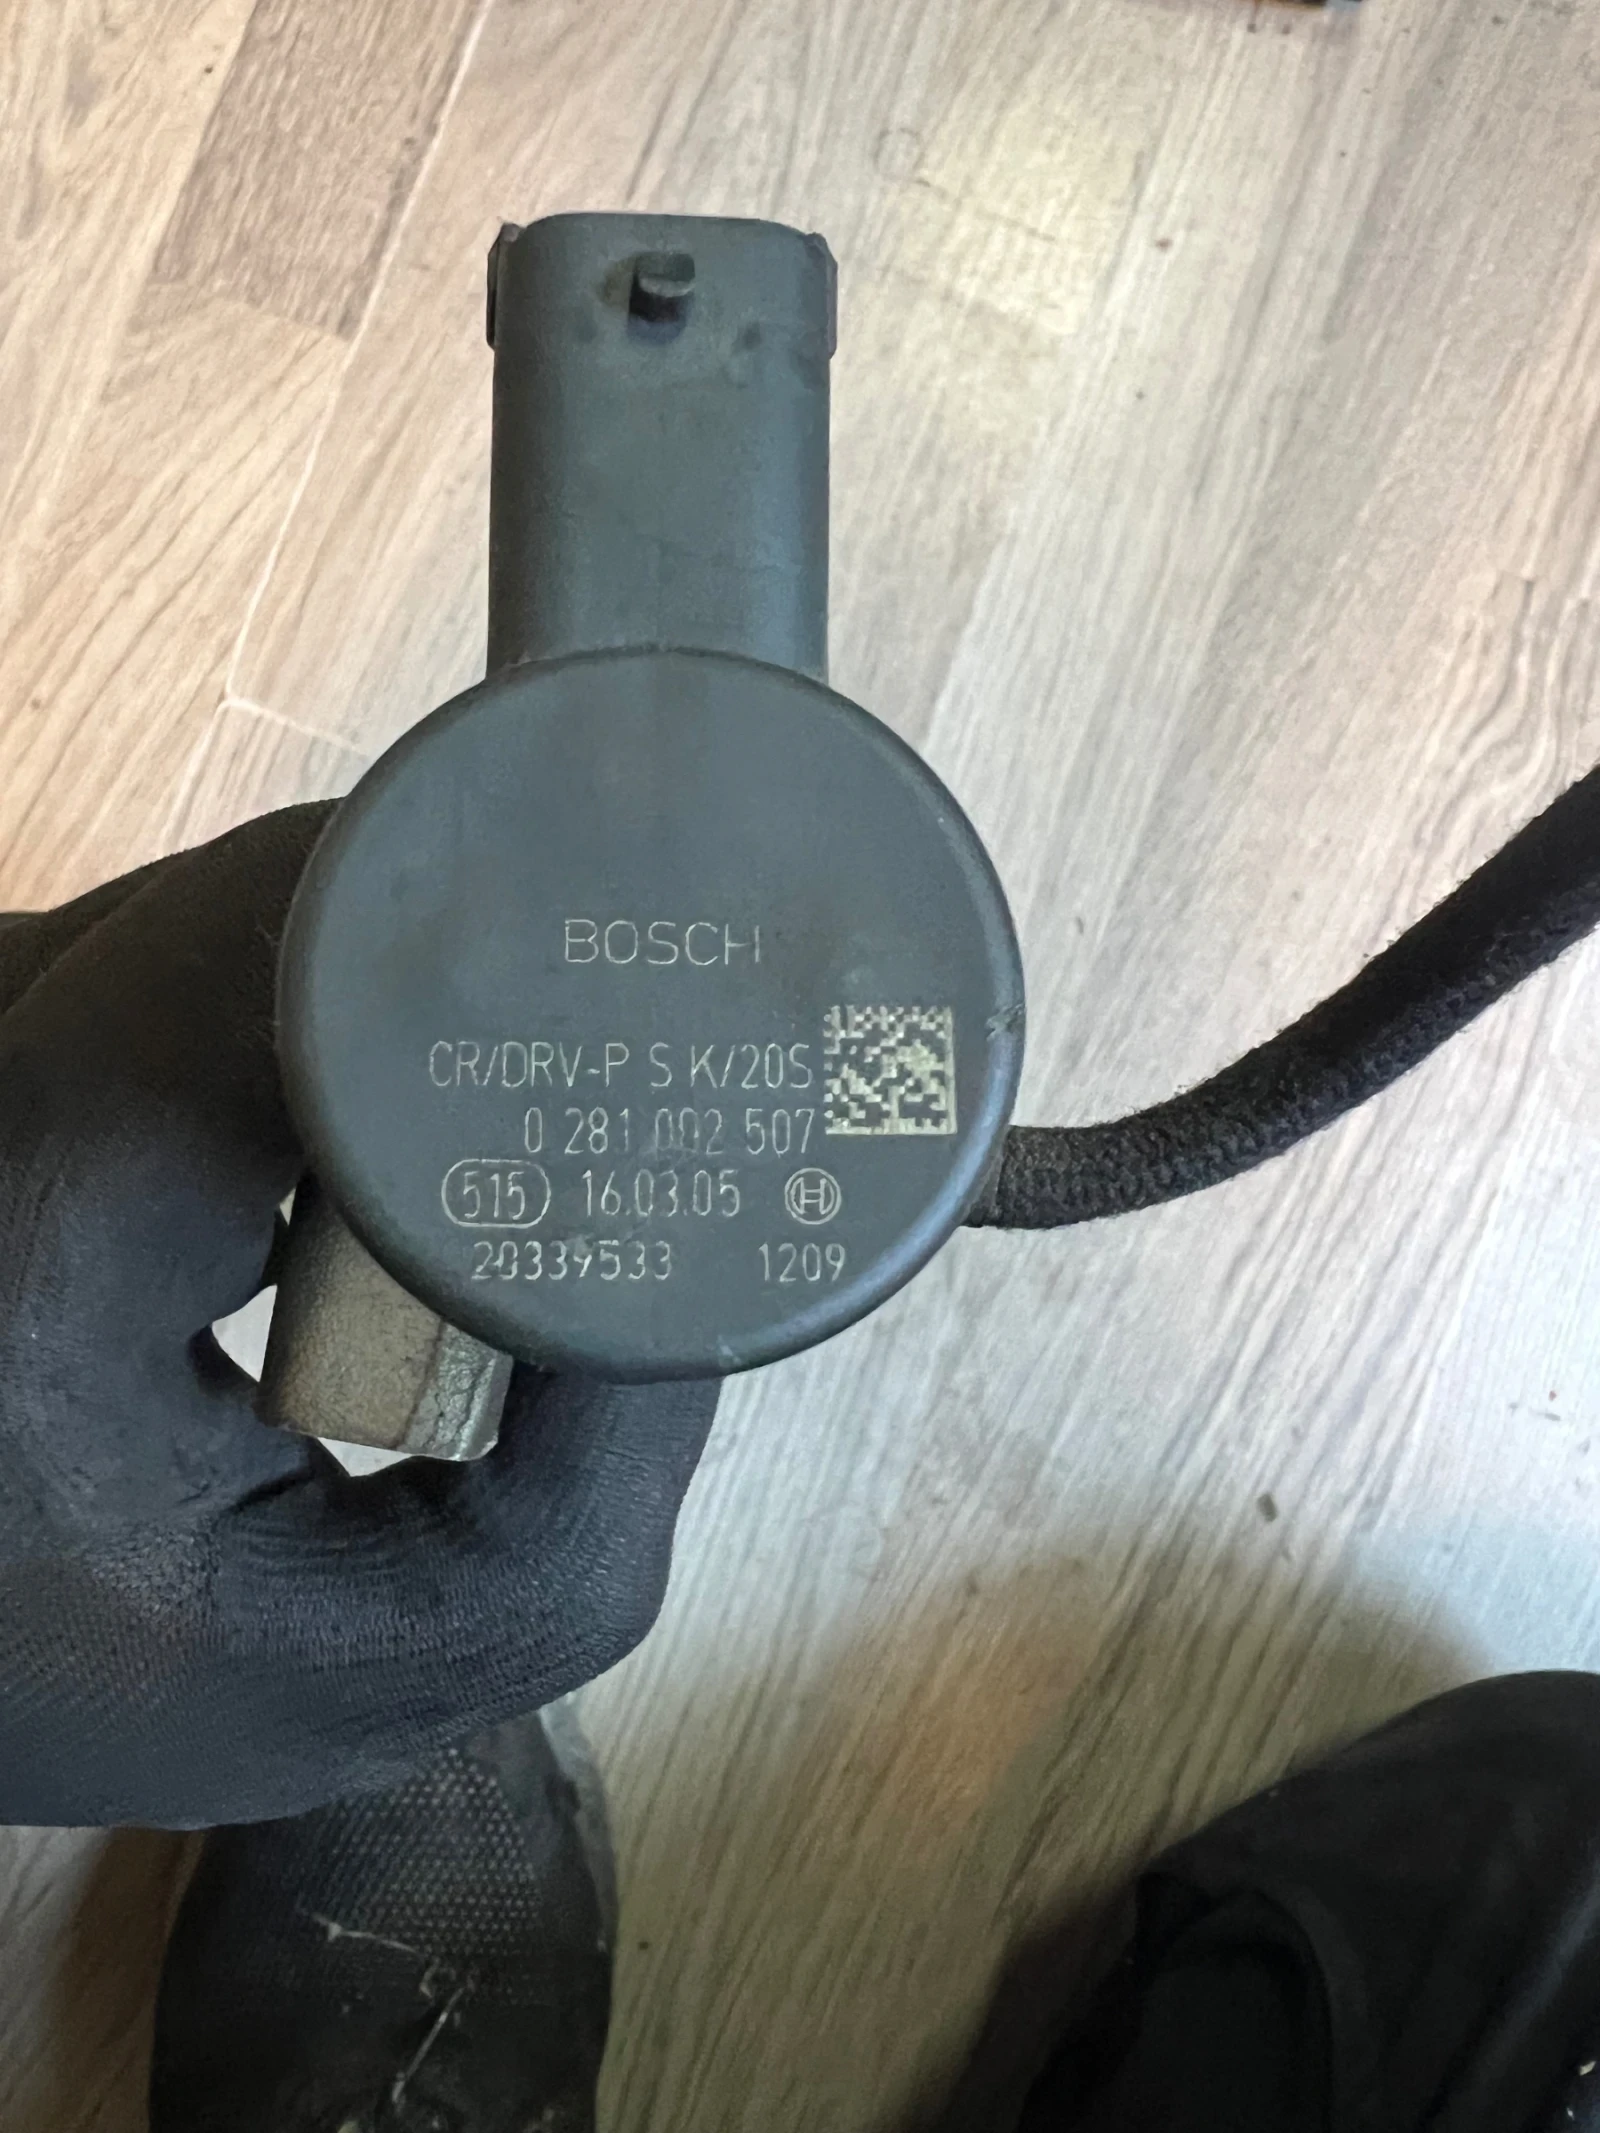 BOSCH
CR/DRV-P S K/20S
0 281 002 507
515 16.03.05 H
20339533 1209